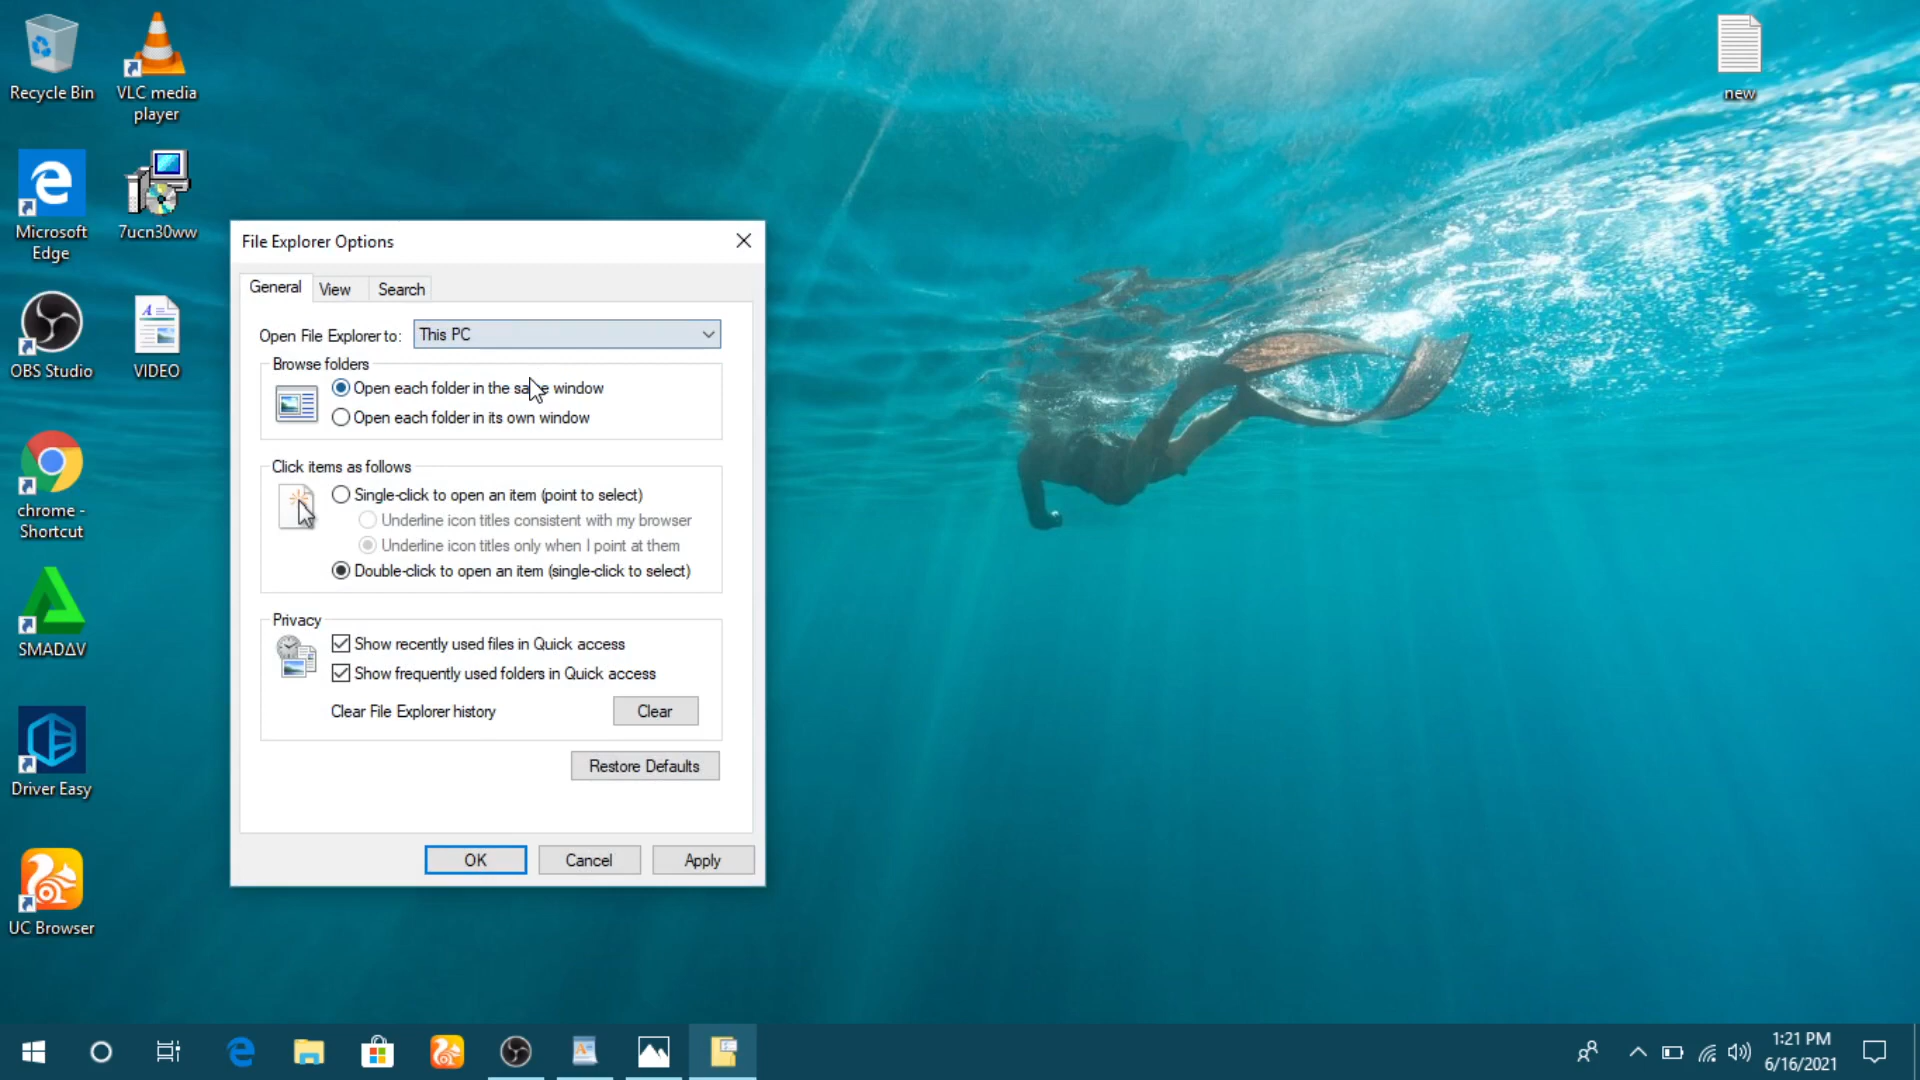 Recycle Bin
VLC media
player
new
Microsoft
Edge
7ucn30ww
OBS Studio
VIDEO
chrome -
Shortcut
SMADΔV
Driver Easy
UC Browser
File Explorer Options
General
View
Search
Open File Explorer to:
This PC
Browse folders
Open each folder in the same window
Open each folder in its own window
Click items as follows
Single-click to open an item (point to select)
Underline icon titles consistent with my browser
Underline icon titles only when I point at them
Double-click to open an item (single-click to select)
Privacy
Show recently used files in Quick access
Show frequently used folders in Quick access
Clear File Explorer history
Clear
Restore Defaults
OK
Cancel
Apply
1:21 PM
6/16/2021